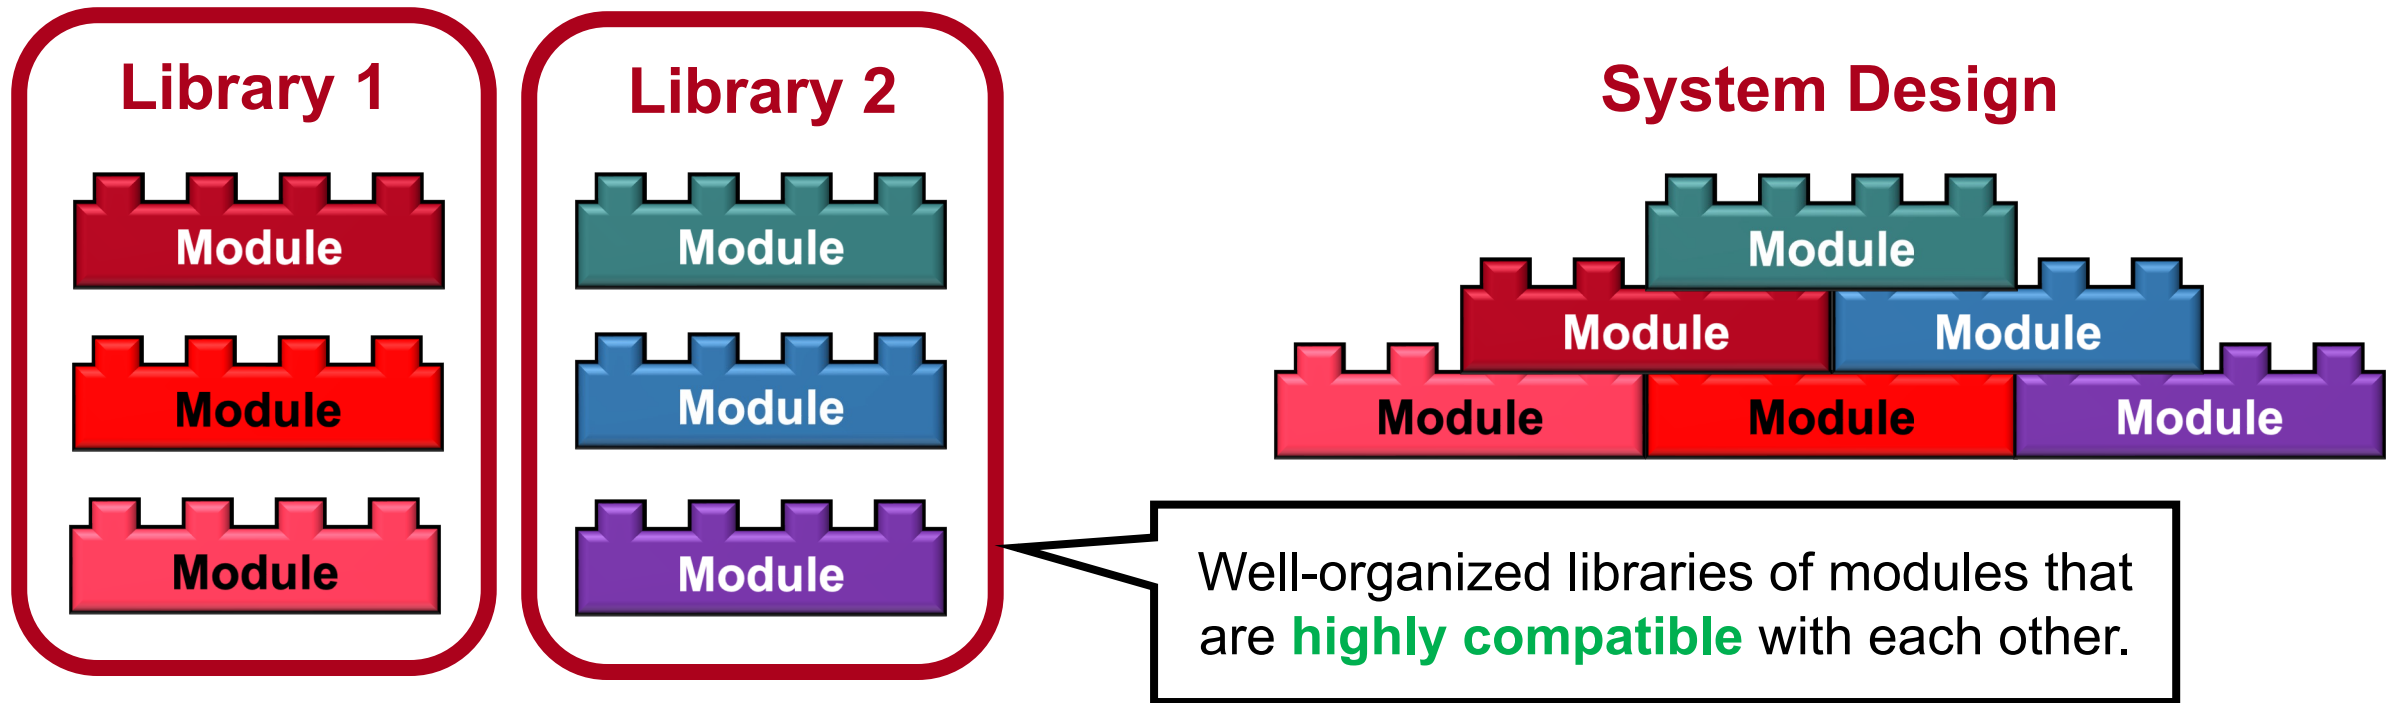 Library 1
Module
Module
Module
Library 2
Module
Module
Module
System Design
Module
Module
Module
Module
Module
Module
Well-organized libraries of modules that
are highly compatible with each other.